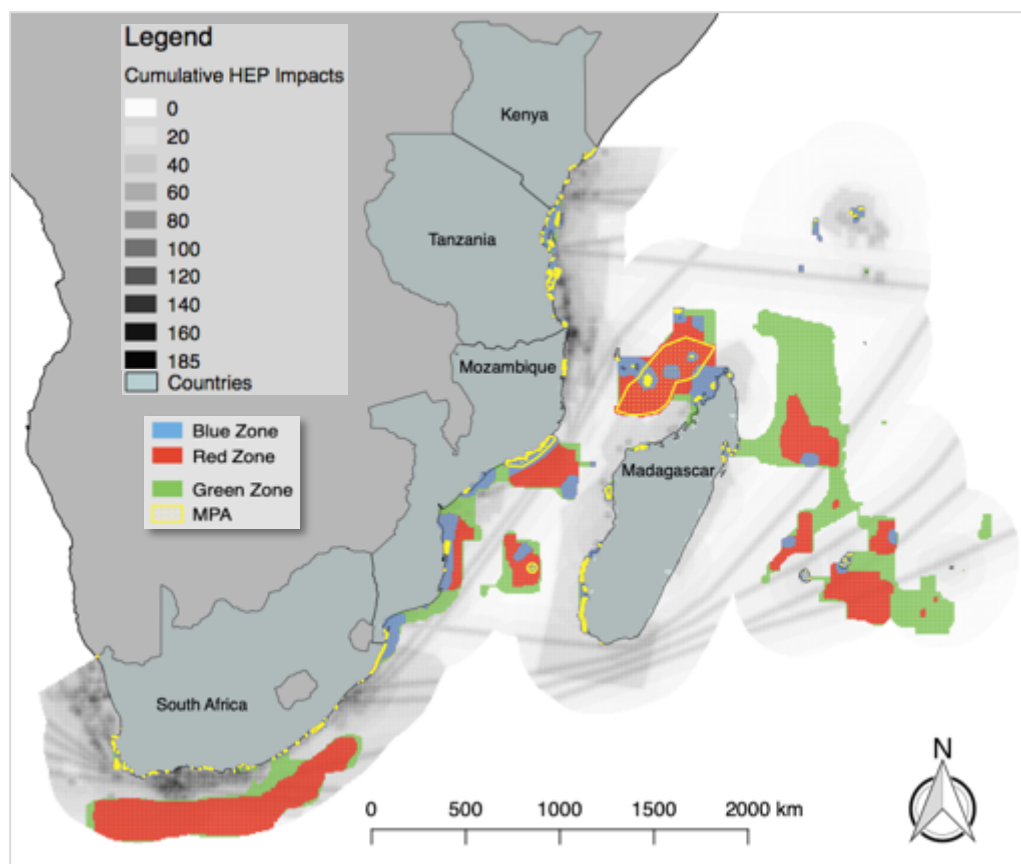 Legend
Cumulative HEP Impacts
0
20
40
60
80
100
120
140
160
185
Countries
Blue Zone
Red Zone
Green Zone
MPA
Kenya
Tanzania
Mozambique
Madagascar
South Africa
N
0 500 1000 1500 2000 km